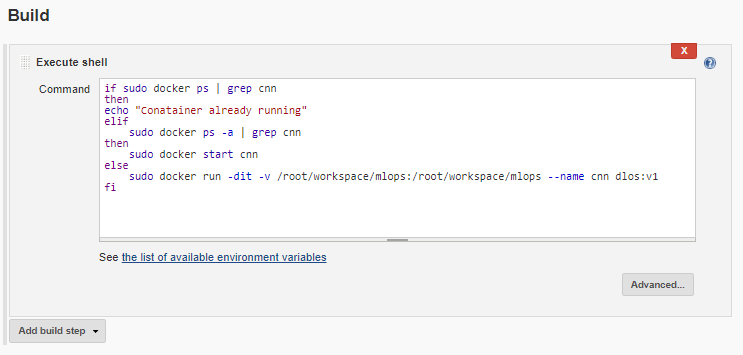 Build
X
Execute shell
Command
if sudo docker ps | grep cnn
then
echo "Conatainer already running"
elif
    sudo docker ps -a | grep cnn
then
    sudo docker start cnn
else
    sudo docker run -dit -v /root/workspace/mlops:/root/workspace/mlops --name cnn dlos:v1
fi
See the list of available environment variables
Advanced...
Add build step